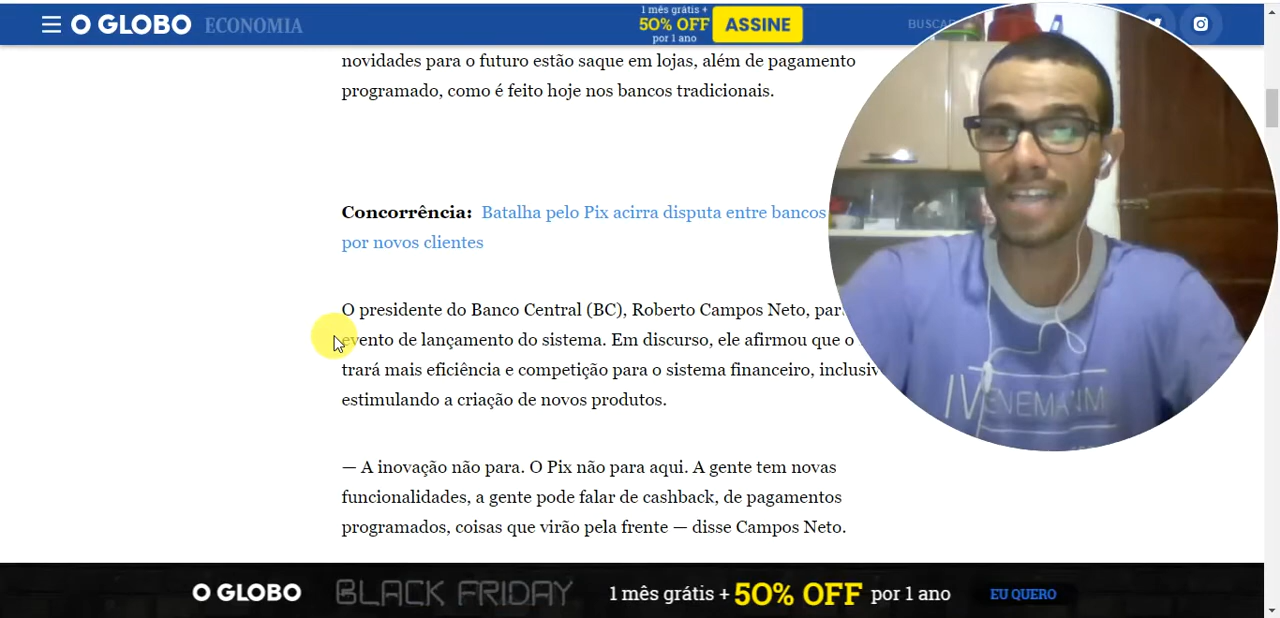 O GLOBO ECONOMIA
1 mês grátis +
50% OFF
por 1 ano
ASSINE
BUSCAR
novidades para o futuro estão saque em lojas, além de pagamento
programado, como é feito hoje nos bancos tradicionais.
Concorrência: Batalha pelo Pix acirra disputa entre bancos
por novos clientes
O presidente do Banco Central (BC), Roberto Campos Neto,
evento de lançamento do sistema. Em discurso, ele afirmou que o
trará mais eficiência e competição para o sistema financeiro,
estimulando a criação de novos produtos.
— A inovação não para. O Pix não para aqui. A gente tem novas
funcionalidades, a gente pode falar de cashback, de pagamentos
programados, coisas que virão pela frente — disse Campos Neto.
O GLOBO BLACK FRIDAY 1 mês grátis + 50% OFF por 1 ano EU QUERO